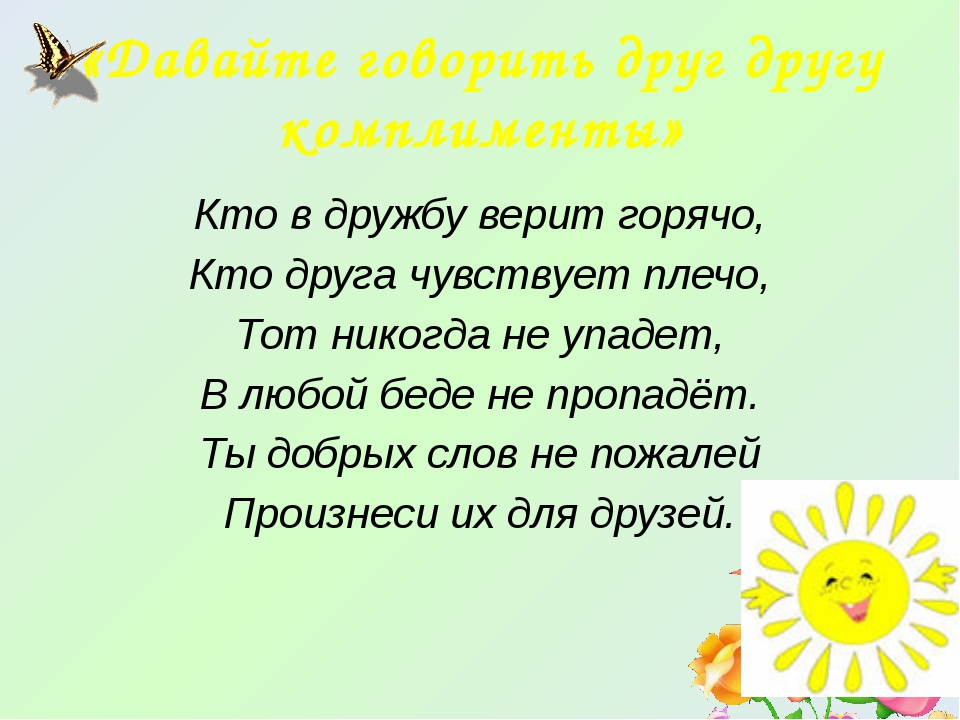 «Давайте говорить друг другу
комплименты»
Кто в дружбу верит горячо,
Кто друга чувствует плечо,
Тот никогда не упадет,
В любой беде не пропадёт.
Ты добрых слов не пожалей
Произнеси их для друзей.